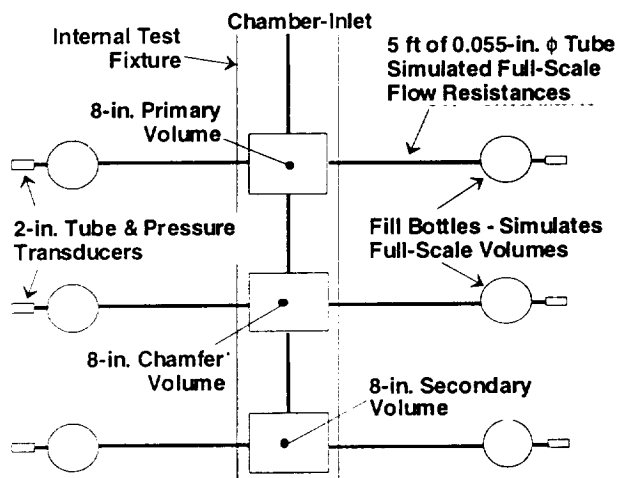 Chamber-Inlet
Internal Test
Fixture
5 ft of 0.055-in. ϕ Tube
Simulated Full-Scale
Flow Resistances
8-in. Primary
Volume
2-in. Tube & Pressure
Transducers
Fill Bottles - Simulates
Full-Scale Volumes
8-in. Chamfer
Volume
8-in. Secondary
Volume